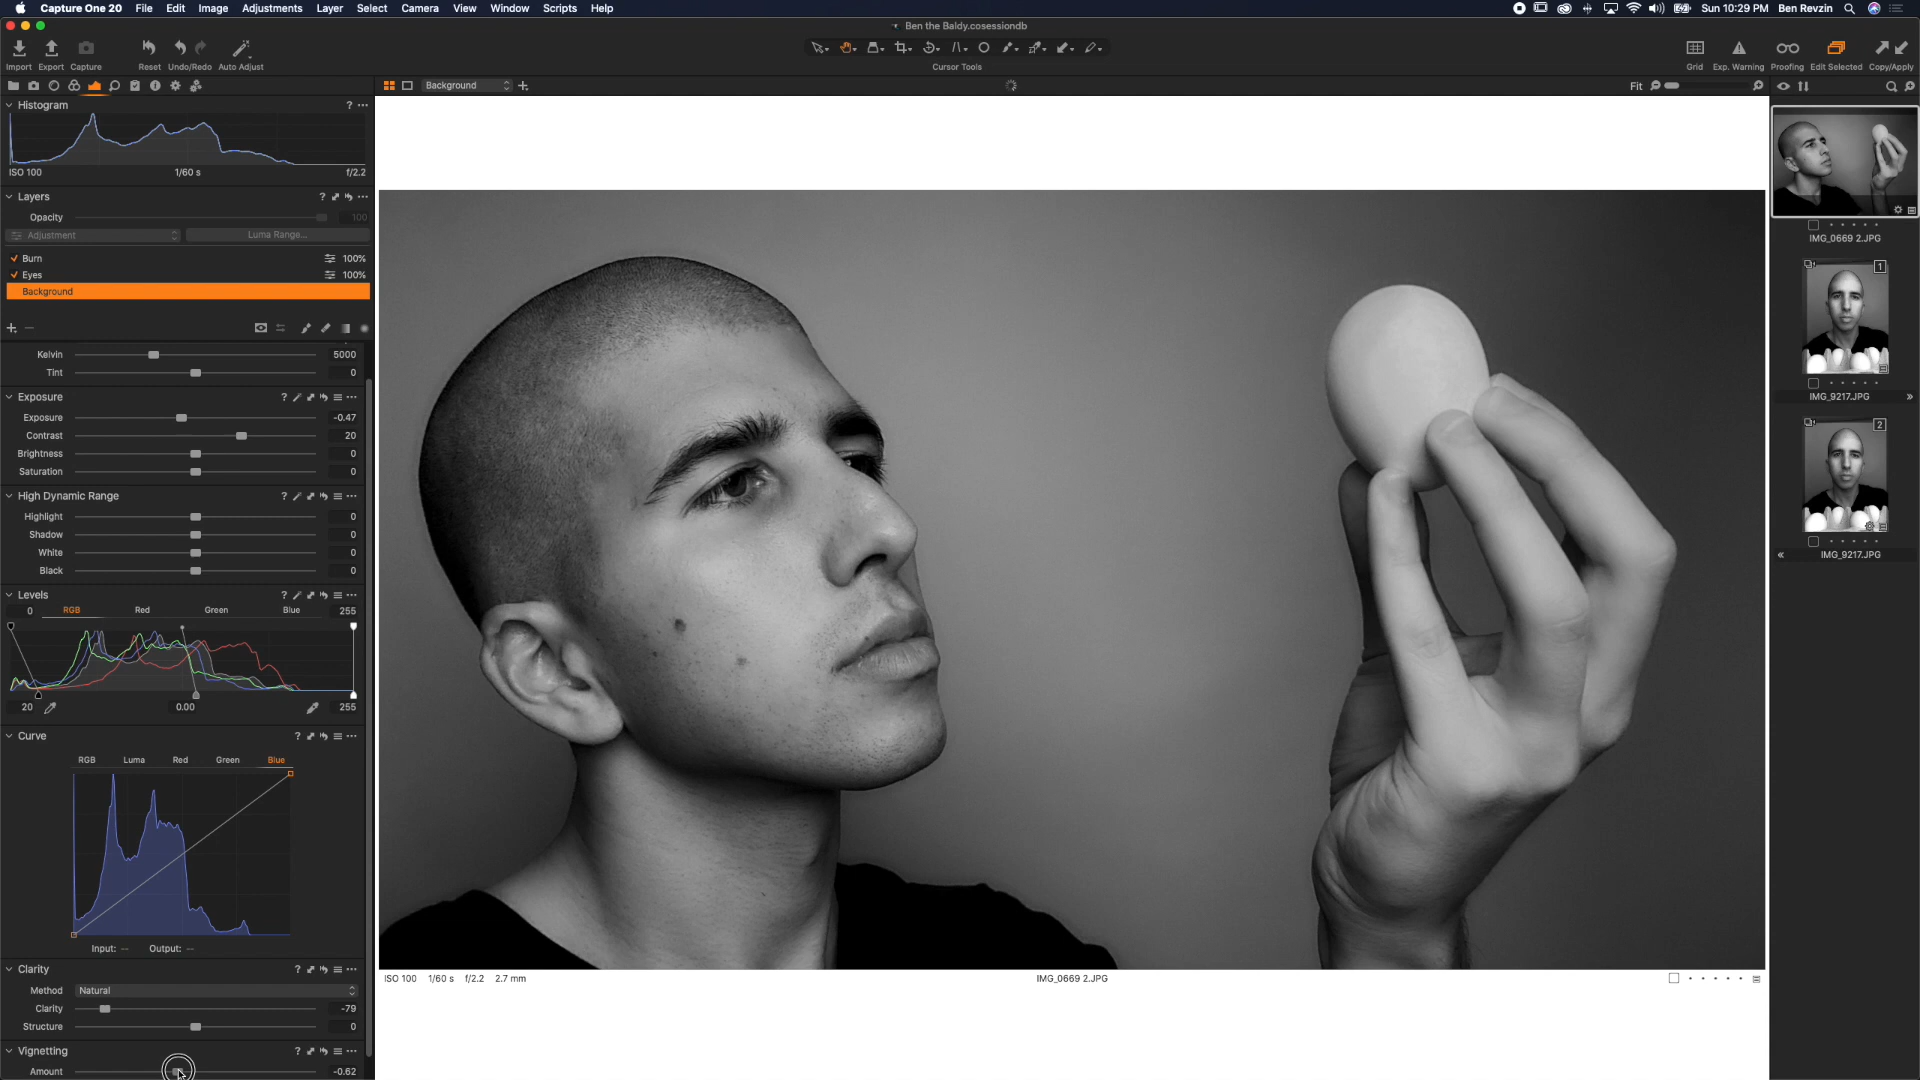 Capture One 20 File Edit Image Adjustments Layer Select Camera View Window Scripts Help Sun 10:29 PM Ben Revzin
Ben the Baldy.cosessiondb
Import Export Capture Reset Undo/Redo Auto Adjust Cursor Tools Grid Exp. Warning Proofing Edit Selected Copy/Apply
Background Fit
Histogram ? ...
ISO 100 1/60 s f/2.2
Layers ? ...
Opacity 100
Adjustment Luma Range...
Burn 100%
Eyes 100%
Background
Kelvin 5000
Tint 0
Exposure ? ...
Exposure -0.47
Contrast 20
Brightness 0
Saturation 0
High Dynamic Range ? ...
Highlight 0
Shadow 0
White 0
Black 0
Levels ? ...
0 RGB Red Green Blue 255
20 0.00 255
Curve ? ...
RGB Luma Red Green Blue
Input: -- Output: --
Clarity ? ...
Method Natural
Clarity -79
Structure 0
Vignetting ? ...
Amount -0.62
ISO 100 1/60 s f/2.2 2.7 mm IMG_0669 2.JPG
IMG_0669 2.JPG
1
IMG_9217.JPG
2
IMG_9217.JPG